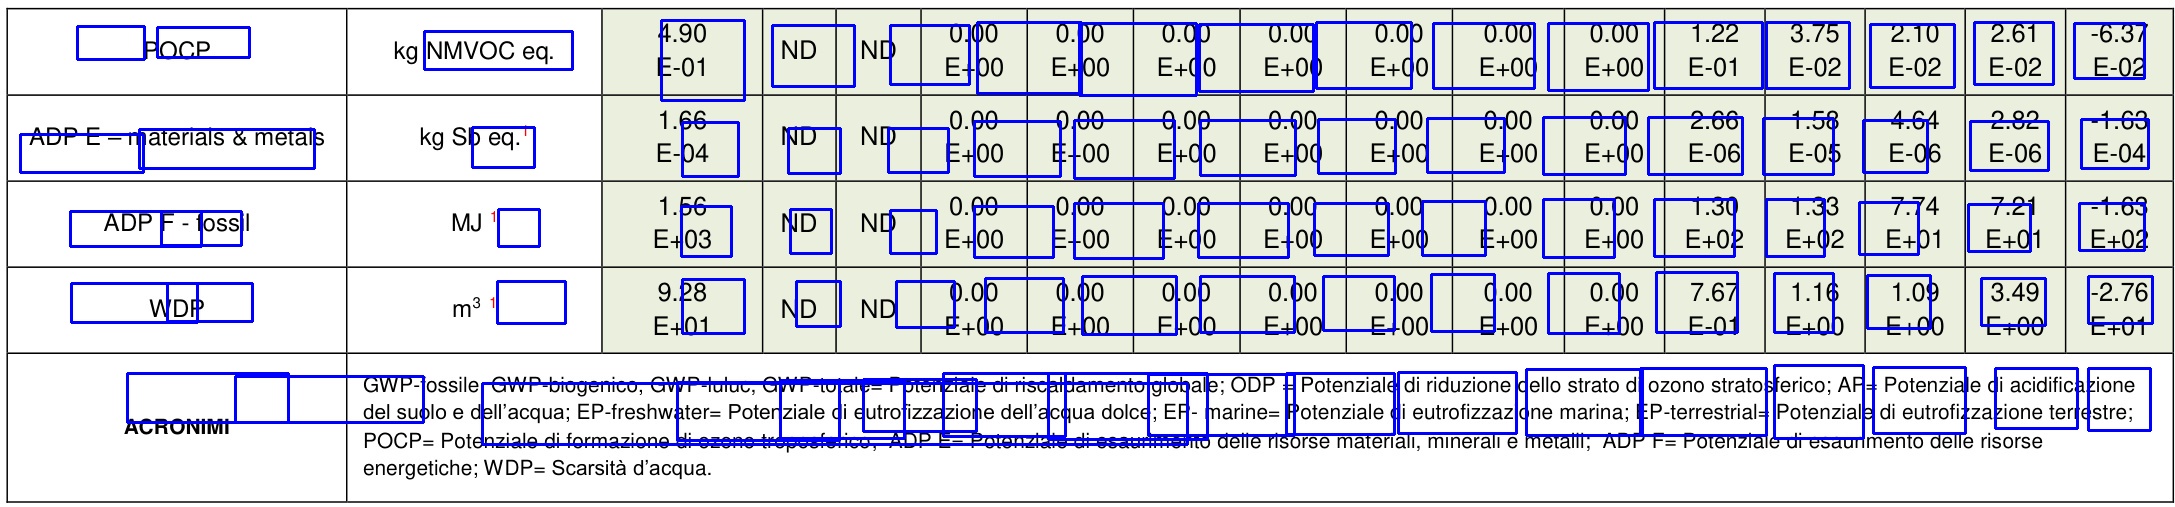 POCP kg NMVOC eq. 4.90 E-01 ND ND 0.00 E+00 0.00 E+00 0.00 E+00 0.00 E+00 0.00 E+00 0.00 E+00 0.00 E+00 1.22 E-01 3.75 E-02 2.10 E-02 2.61 E-02 -6.37 E-02
ADP E – materials & metals kg Sb eq. ¹ 1.66 E-04 ND ND 0.00 E+00 0.00 E+00 0.00 E+00 0.00 E+00 0.00 E+00 0.00 E+00 0.00 E+00 2.66 E-06 1.58 E-05 4.64 E-06 2.82 E-06 -1.63 E-04
ADP F - fossil MJ ¹ 1.56 E+03 ND ND 0.00 E+00 0.00 E+00 0.00 E+00 0.00 E+00 0.00 E+00 0.00 E+00 0.00 E+00 1.30 E+02 1.33 E+02 7.74 E+01 7.21 E+01 -1.63 E+02
WDP m³ ¹ 9.28 E+01 ND ND 0.00 E+00 0.00 E+00 0.00 E+00 0.00 E+00 0.00 E+00 0.00 E+00 0.00 E+00 7.67 E-01 1.16 E+00 1.09 E+00 3.49 E+00 -2.76 E+01
ACRONIMI
GWP-fossile, GWP-biogenico, GWP-luluc, GWP-totale= Potenziale di riscaldamento globale; ODP = Potenziale di riduzione dello strato di ozono stratosferico; AP= Potenziale di acidificazione
del suolo e dell'acqua; EP-freshwater= Potenziale di eutrofizzazione dell'acqua dolce; EP- marine= Potenziale di eutrofizzazione marina; EP-terrestrial= Potenziale di eutrofizzazione terrestre;
POCP= Potenziale di formazione di ozono troposferico; ADP E= Potenziale di esaurimento delle risorse materiali, minerali e metalli; ADP F= Potenziale di esaurimento delle risorse
energetiche; WDP= Scarsità d'acqua.